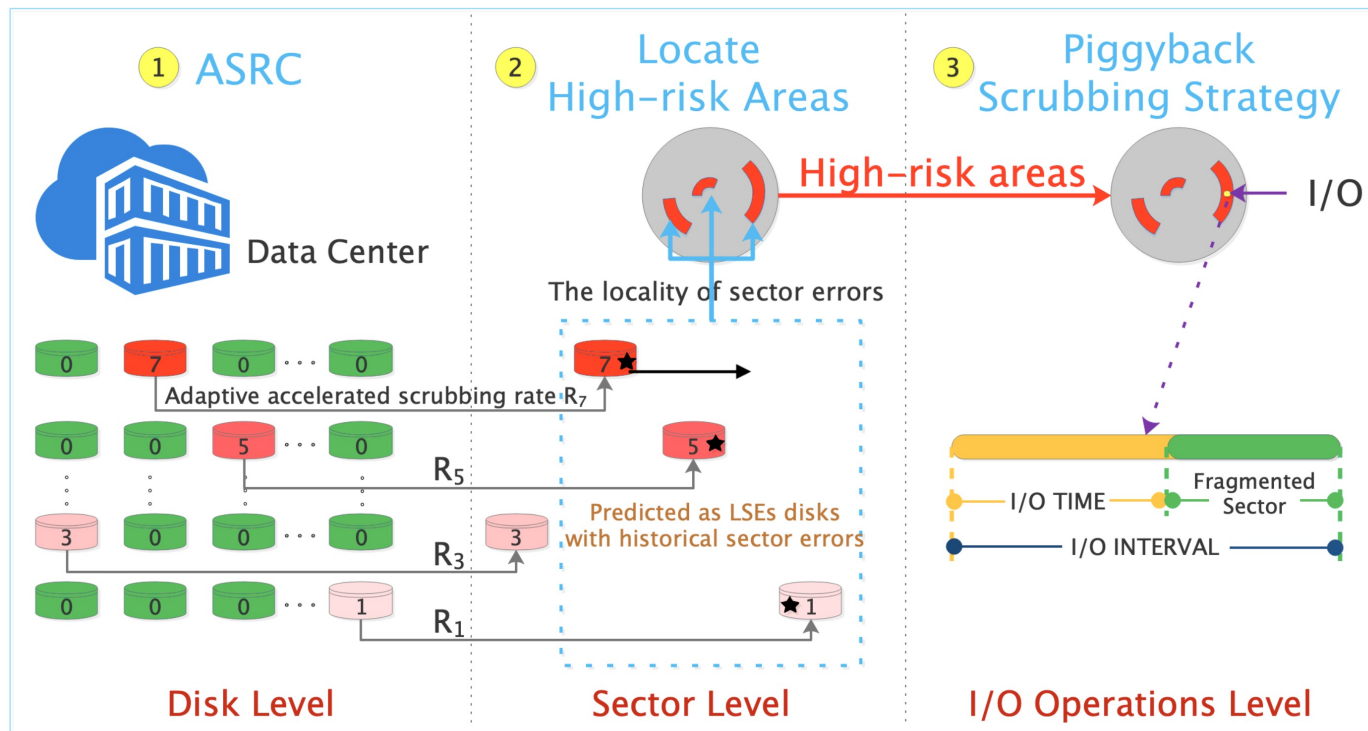 1 ASRC
Data Center
0 7 0 0
Adaptive accelerated scrubbing rate R₇
0 0 5 0
R₅
3 0 0 0
R₃
0 0 0 1
R₁
Disk Level
2 Locate
High-risk Areas
High-risk areas
The locality of sector errors
7
5
Predicted as LSEs disks
with historical sector errors
3
1
Sector Level
3 Piggyback
Scrubbing Strategy
I/O
I/O TIME
Fragmented
Sector
I/O INTERVAL
I/O Operations Level